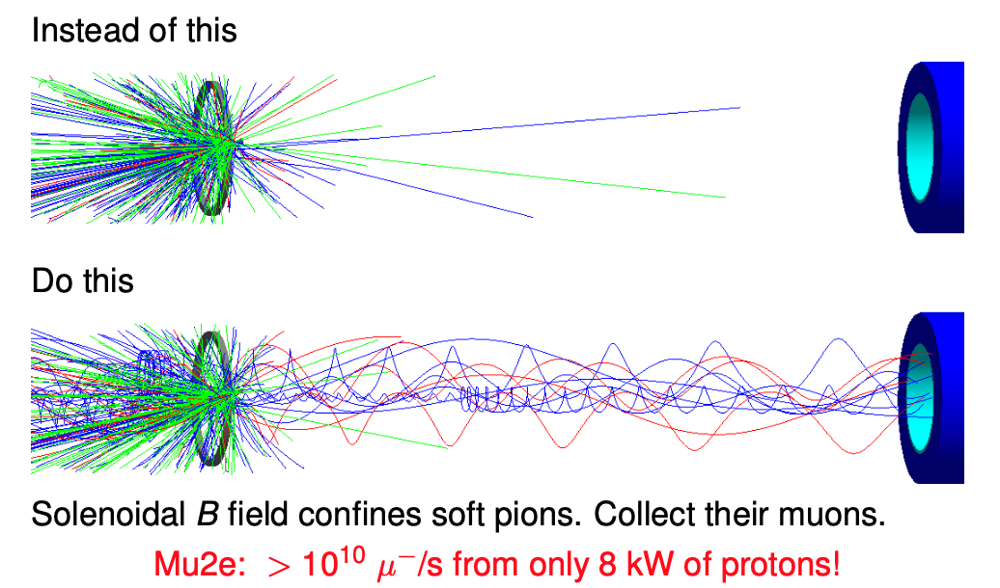 Instead of this
Do this
Solenoidal B field confines soft pions. Collect their muons.
Mu2e: > 10¹⁰ μ⁻/s from only 8 kW of protons!